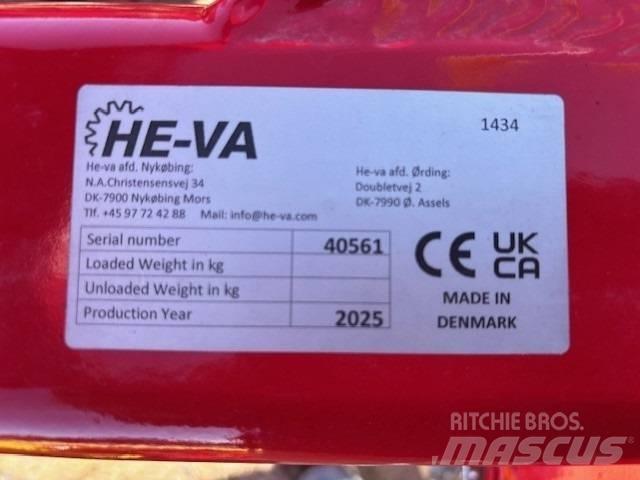 1434
HE-VA
He-va afd. Nykøbing:
N.A.Christensensvej 34
DK-7900 Nykøbing Mors
Tlf. +45 97 72 42 88 Mail: info@he-va.com
He-va afd. Ørding:
Doubletvej 2
DK-7990 Ø. Assels
Serial number 40561
Loaded Weight in kg
Unloaded Weight in kg
Production Year 2025
CE UK
CA
MADE IN
DENMARK
RITCHIE BROS.
MASCUS